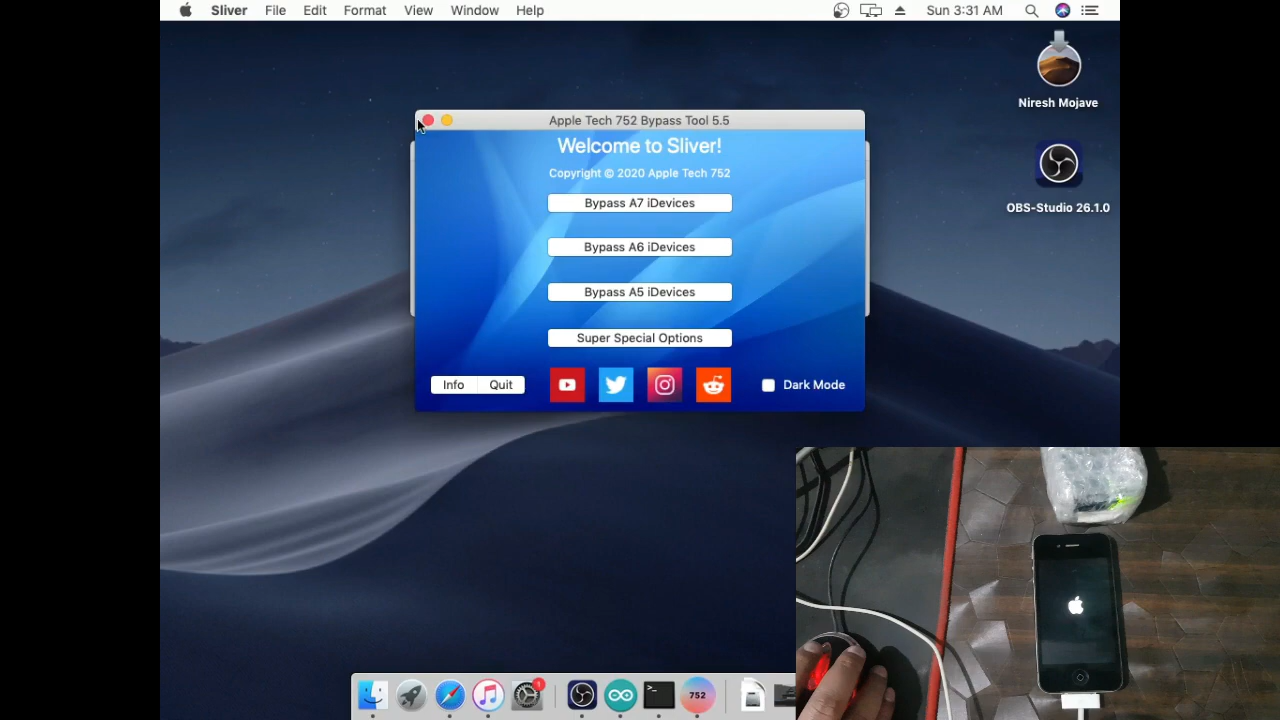 Sliver File Edit Format View Window Help Sun 3:31 AM
Niresh Mojave
OBS-Studio 26.1.0
Apple Tech 752 Bypass Tool 5.5
Welcome to Sliver!
Copyright © 2020 Apple Tech 752
Bypass A7 iDevices
Bypass A6 iDevices
Bypass A5 iDevices
Super Special Options
Info Quit
Dark Mode
1
752